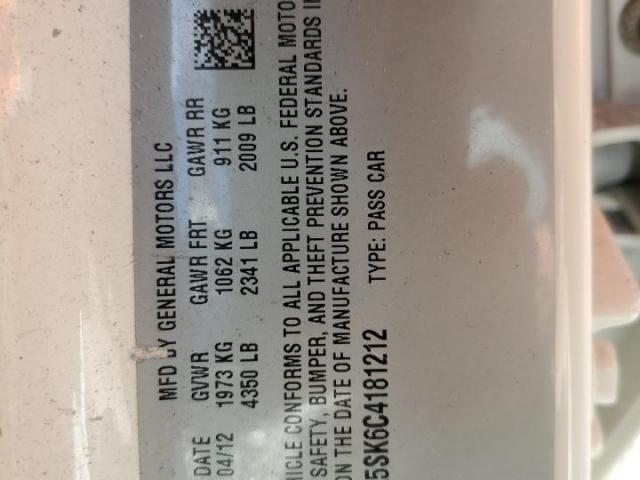 MFD BY GENERAL MOTORS LLC
DATE GVWR GAWR FRT GAWR RR
04/12 1973 KG 1062 KG 911 KG
4350 LB 2341 LB 2009 LB
CONFORMS TO ALL APPLICABLE U.S. FEDERAL
SAFETY, BUMPER, AND THEFT PREVENTION STANDARDS
ON THE DATE OF MANUFACTURE SHOWN ABOVE.
5SK6C4181212 TYPE: PASS CAR